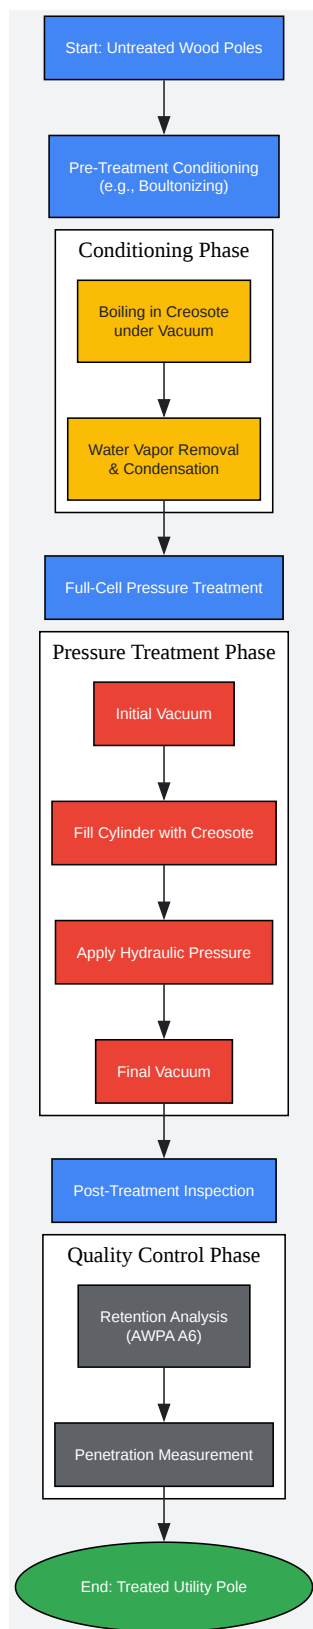 Start: Untreated Wood Poles
Pre-Treatment Conditioning
(e.g., Boultonizing)
Conditioning Phase
Boiling in Creosote
under Vacuum
Water Vapor Removal
& Condensation
Full-Cell Pressure Treatment
Pressure Treatment Phase
Initial Vacuum
Fill Cylinder with Creosote
Apply Hydraulic Pressure
Final Vacuum
Post-Treatment Inspection
Quality Control Phase
Retention Analysis
(AWPA A6)
Penetration Measurement
End: Treated Utility Pole